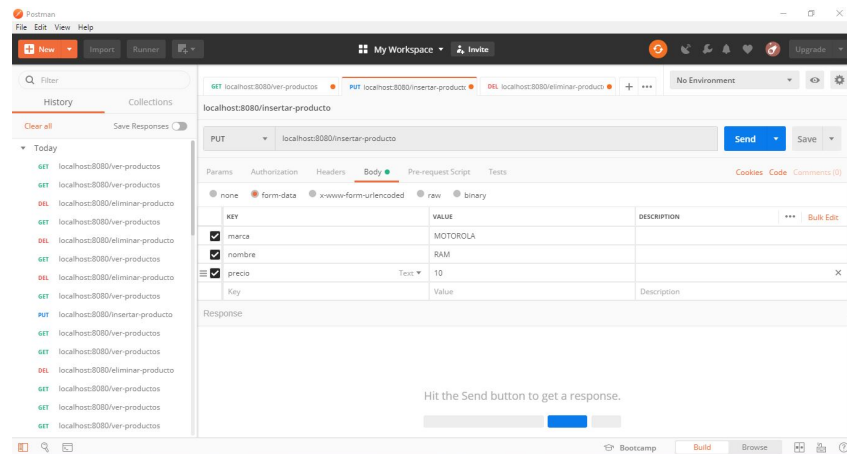 Postman
File Edit View Help
New Import Runner My Workspace Invite Upgrade
Filter
History Collections
Clear all Save Responses
Today
GET localhost:8080/ver-productos
GET localhost:8080/ver-productos
DEL localhost:8080/eliminar-producto
GET localhost:8080/ver-productos
DEL localhost:8080/eliminar-producto
GET localhost:8080/ver-productos
DEL localhost:8080/eliminar-producto
GET localhost:8080/ver-productos
PUT localhost:8080/insertar-producto
GET localhost:8080/ver-productos
GET localhost:8080/ver-productos
DEL localhost:8080/eliminar-producto
GET localhost:8080/ver-productos
GET localhost:8080/ver-productos
GET localhost:8080/ver-productos
GET localhost:8080/ver-productos PUT localhost:8080/insertar-producto DEL localhost:8080/eliminar-producto + ••• No Environment
localhost:8080/insertar-producto
PUT localhost:8080/insertar-producto Send Save
Params Authorization Headers Body Pre-request Script Tests Cookies Code Comments (0)
none form-data x-www-form-urlencoded raw binary
KEY VALUE DESCRIPTION ••• Bulk Edit
marca MOTOROLA
nombre RAM
precio Text 10
Key Value Description
Response
Hit the Send button to get a response.
Bootcamp Build Browse